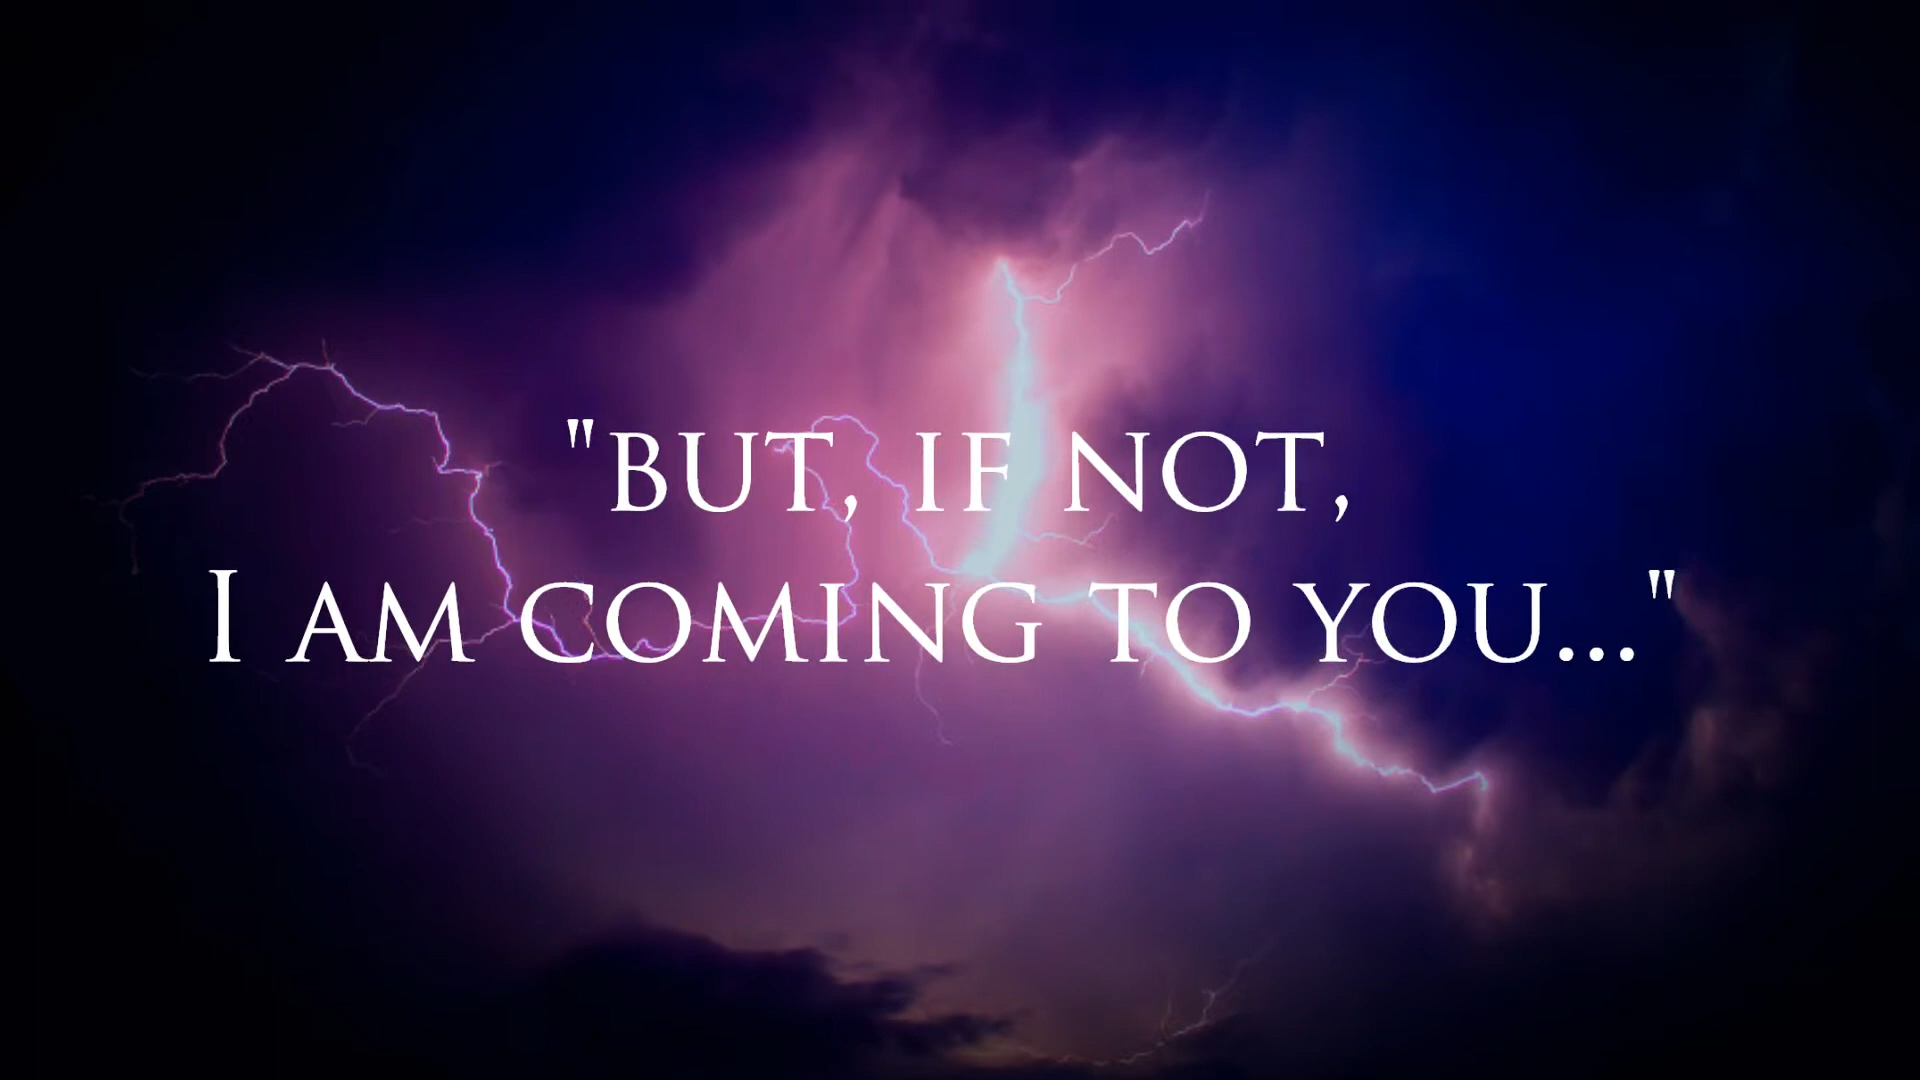 "BUT, IF NOT,
I AM COMING TO YOU..."